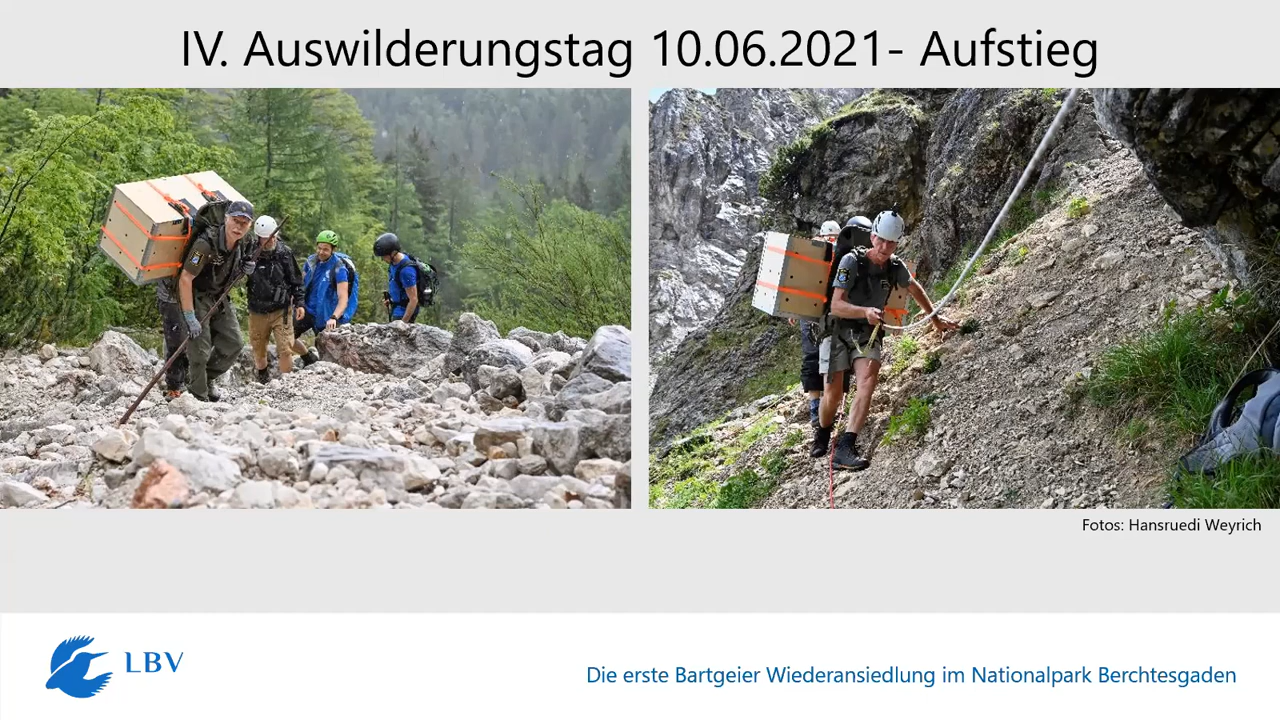 IV. Auswilderungstag 10.06.2021- Aufstieg
Fotos: Hansruedi Weyrich
LBV
Die erste Bartgeier Wiederansiedlung im Nationalpark Berchtesgaden